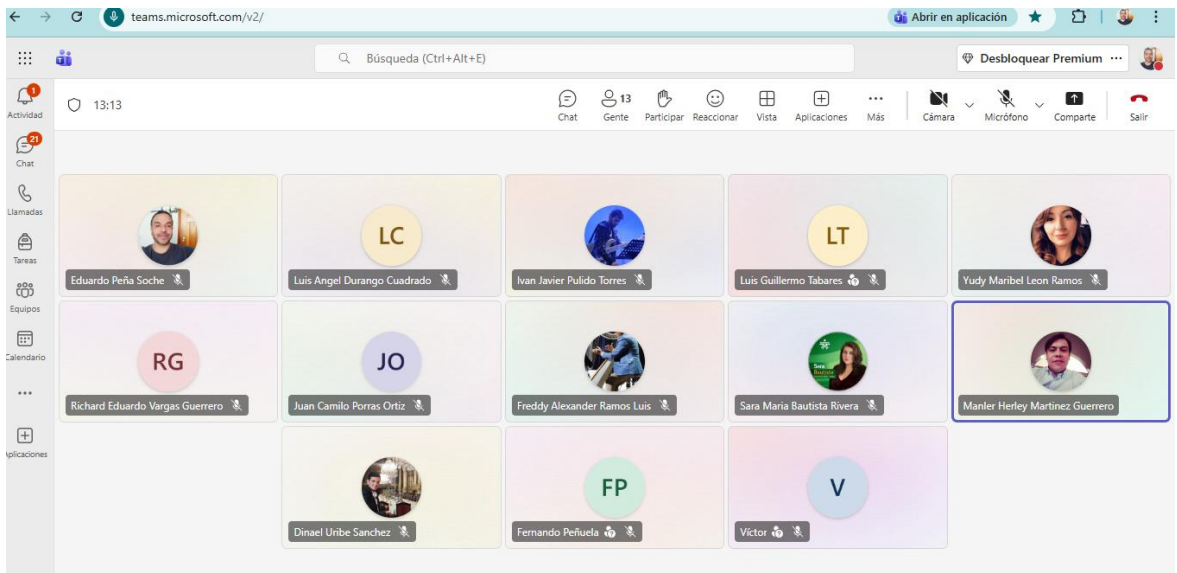 teams.microsoft.com/v2/
Abrir en aplicación
Búsqueda (Ctrl+Alt+E)
Desbloquear Premium
1
Actividad
13:13
Chat
13
Gente
Participar
Reaccionar
Vista
Aplicaciones
Más
Cámara
Micrófono
Comparte
Salir
21
Chat
Llamadas
Tareas
Equipos
Calendario
Aplicaciones
Eduardo Peña Soche
LC
Luis Angel Durango Cuadrado
Ivan Javier Pulido Torres
LT
Luis Guillermo Tabares
Yudy Maribel Leon Ramos
RG
Richard Eduardo Vargas Guerrero
JO
Juan Camilo Porras Ortiz
Freddy Alexander Ramos Luis
Sara
Bautista
Sara Maria Bautista Rivera
Manler Herley Martinez Guerrero
Dinael Uribe Sanchez
FP
Fernando Peñuela
V
Víctor